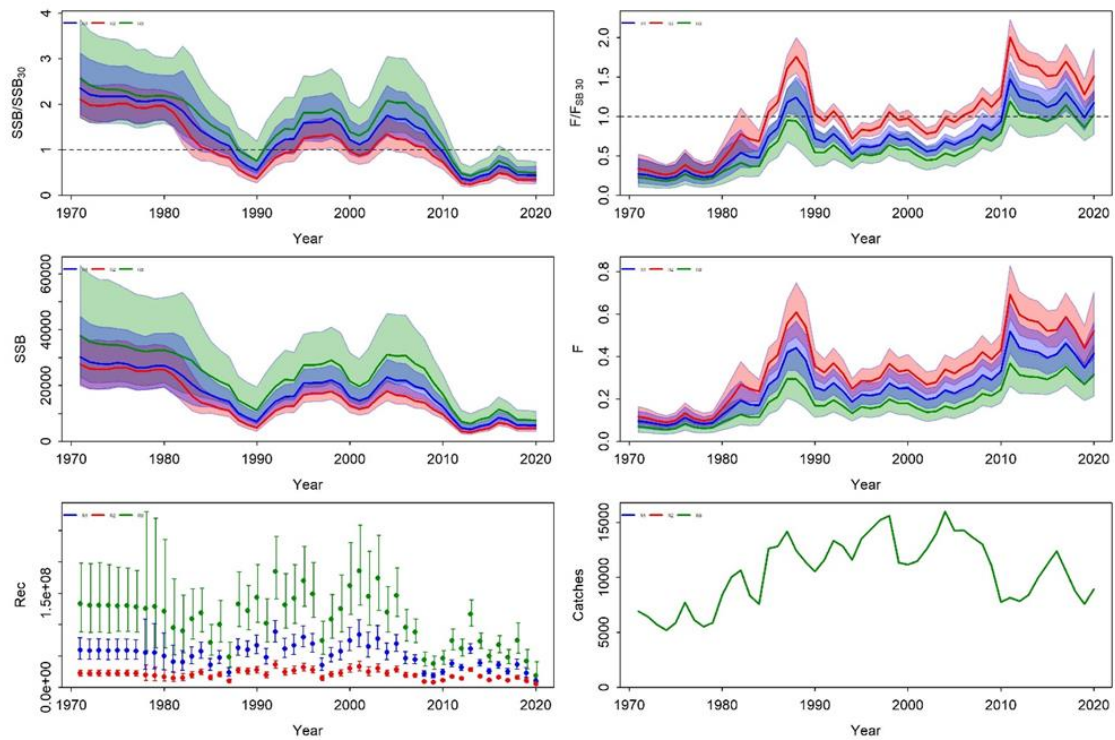 SSB/SSB30
0 1 2 3 4
1970 1980 1990 2000 2010 2020
Year
F/FSB 30
0.0 0.5 1.0 1.5 2.0
1970 1980 1990 2000 2010 2020
Year
SSB
0 20000 40000 60000
1970 1980 1990 2000 2010 2020
Year
F
0.0 0.2 0.4 0.6 0.8
1970 1980 1990 2000 2010 2020
Year
Rec
0.0e+00 1.5e+08
1970 1980 1990 2000 2010 2020
Year
Catches
0 5000 10000 15000
1970 1980 1990 2000 2010 2020
Year